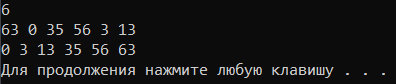 6
63 0 35 56 3 13
0 3 13 35 56 63
Для продолжения нажмите любую клавишу . . .